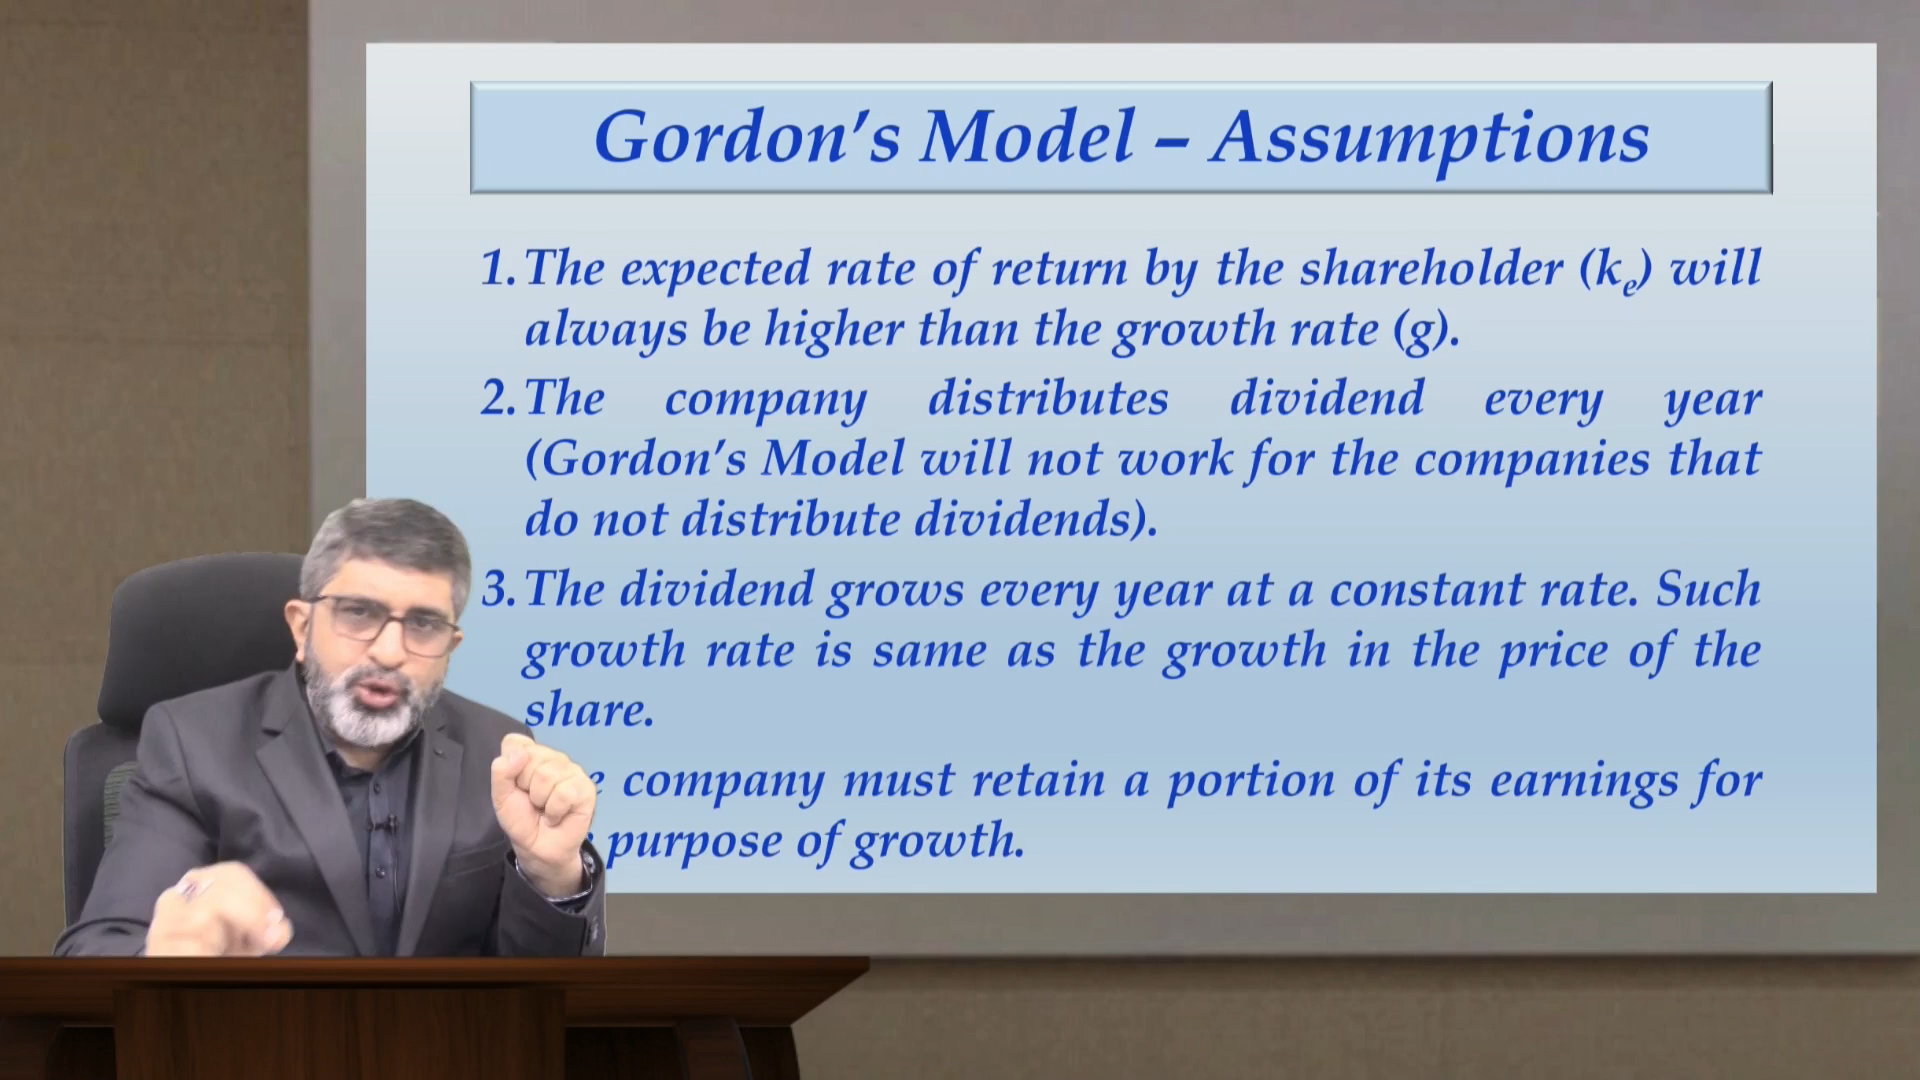 Gordon’s Model – Assumptions
1. The expected rate of return by the shareholder (kₑ) will
always be higher than the growth rate (g).
2. The company distributes dividend every year
(Gordon’s Model will not work for the companies that
do not distribute dividends).
3. The dividend grows every year at a constant rate. Such
growth rate is same as the growth in the price of the
share.
company must retain a portion of its earnings for
purpose of growth.